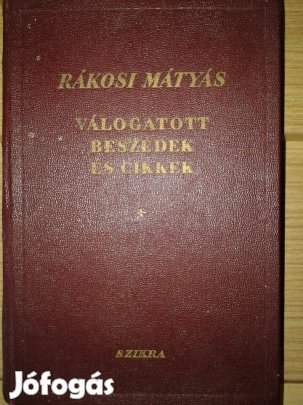 RÁKOSI MÁTYÁS
VÁLOGATOTT
BESZÉDEK
ÉS CIKKEK
SZIKRA
Jófogás